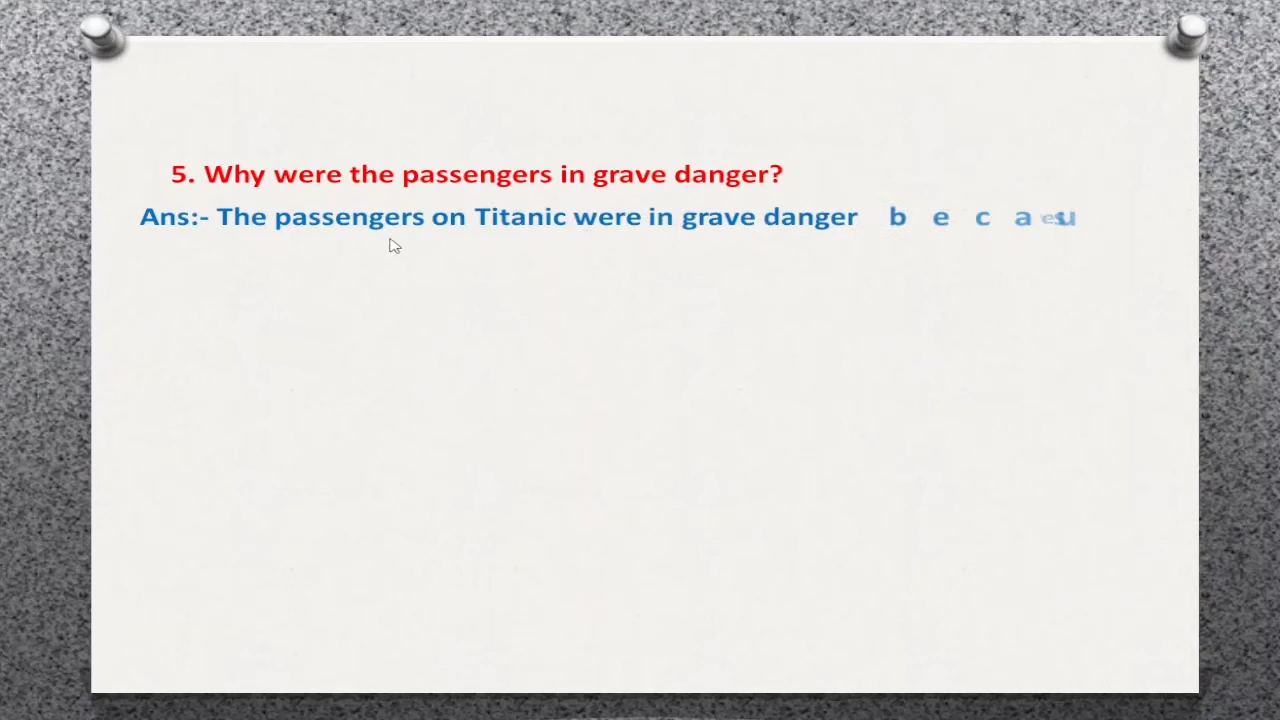 5. Why were the passengers in grave danger?
Ans:- The passengers on Titanic were in grave danger b e c a u